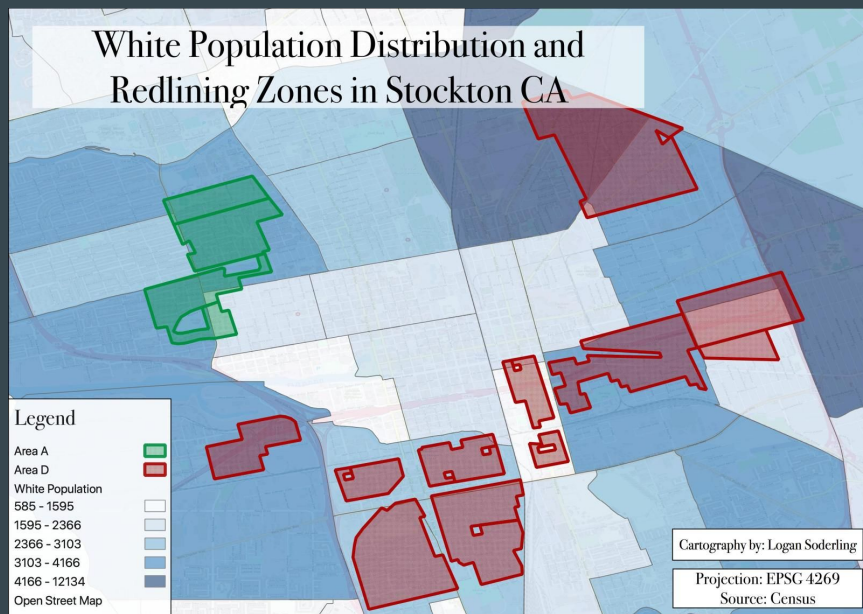 White Population Distribution and
Redlining Zones in Stockton CA
Legend
Area A
Area D
White Population
585 - 1595
1595 - 2366
2366 - 3103
3103 - 4166
4166 - 12134
Open Street Map
Cartography by: Logan Soderling
Projection: EPSG 4269
Source: Census